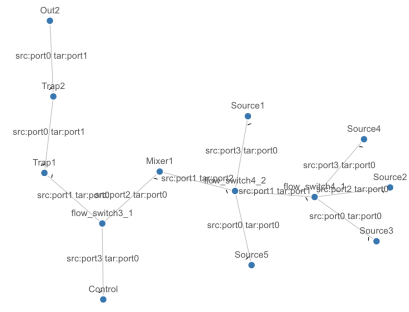 Out2
src:port0 tar:port1
Trap2
src:port0 tar:port1
Trap1
Mixer1
Source1
Source4
src:port3 tar:port0
src:port3 tar:port0
src:port1 tar:port2
flow_switch4_2
flow_switch4_1
Source2
src:port1 tar:port0
src:port2 tar:port0
src:port1 tar:port1
src:port2 tar:port0
flow_switch3_1
src:port0 tar:port0
src:port0 tar:port0
Source3
src:port3 tar:port0
Source5
Control